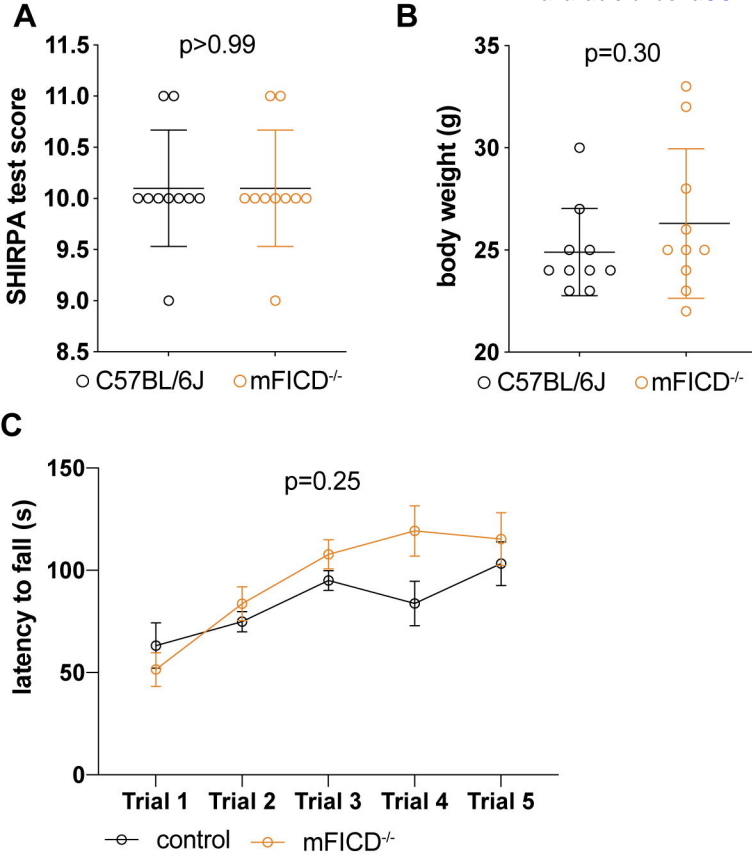 A
p>0.99
SHIRPA test score
11.5
11.0
10.5
10.0
9.5
9.0
8.5
C57BL/6J
mFICD-/-
B
p=0.30
body weight (g)
35
30
25
20
C57BL/6J
mFICD-/-
C
p=0.25
latency to fall (s)
150
100
50
0
Trial 1 Trial 2 Trial 3 Trial 4 Trial 5
control mFICD-/-